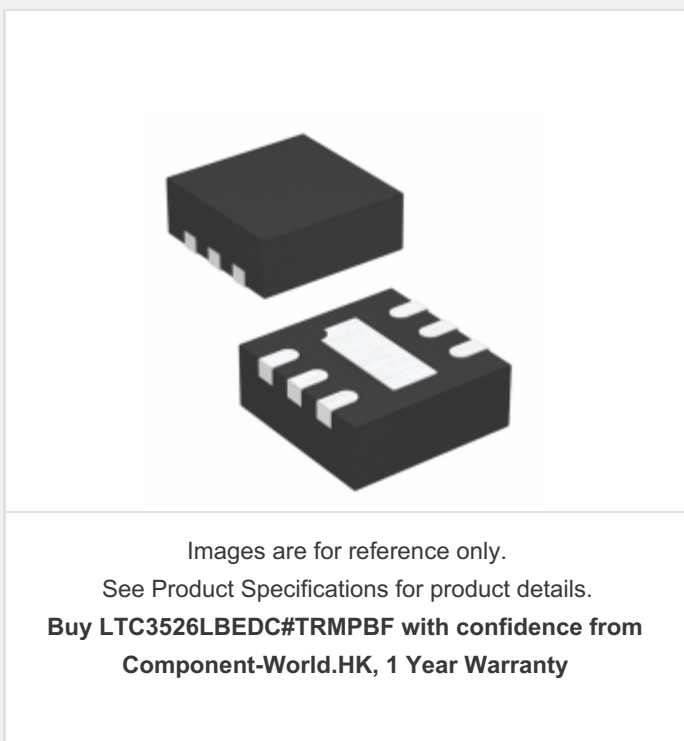 Images are for reference only.
See Product Specifications for product details.
Buy LTC3526LBEDC#TRMPBF with confidence from
Component-World.HK, 1 Year Warranty